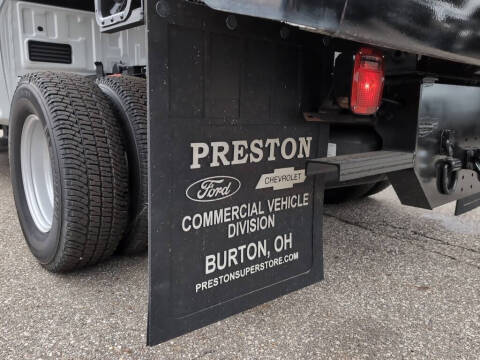 PRESTON
Ford CHEVROLET
COMMERCIAL VEHICLE
DIVISION
BURTON, OH
PRESTONSUPERSTORE.COM